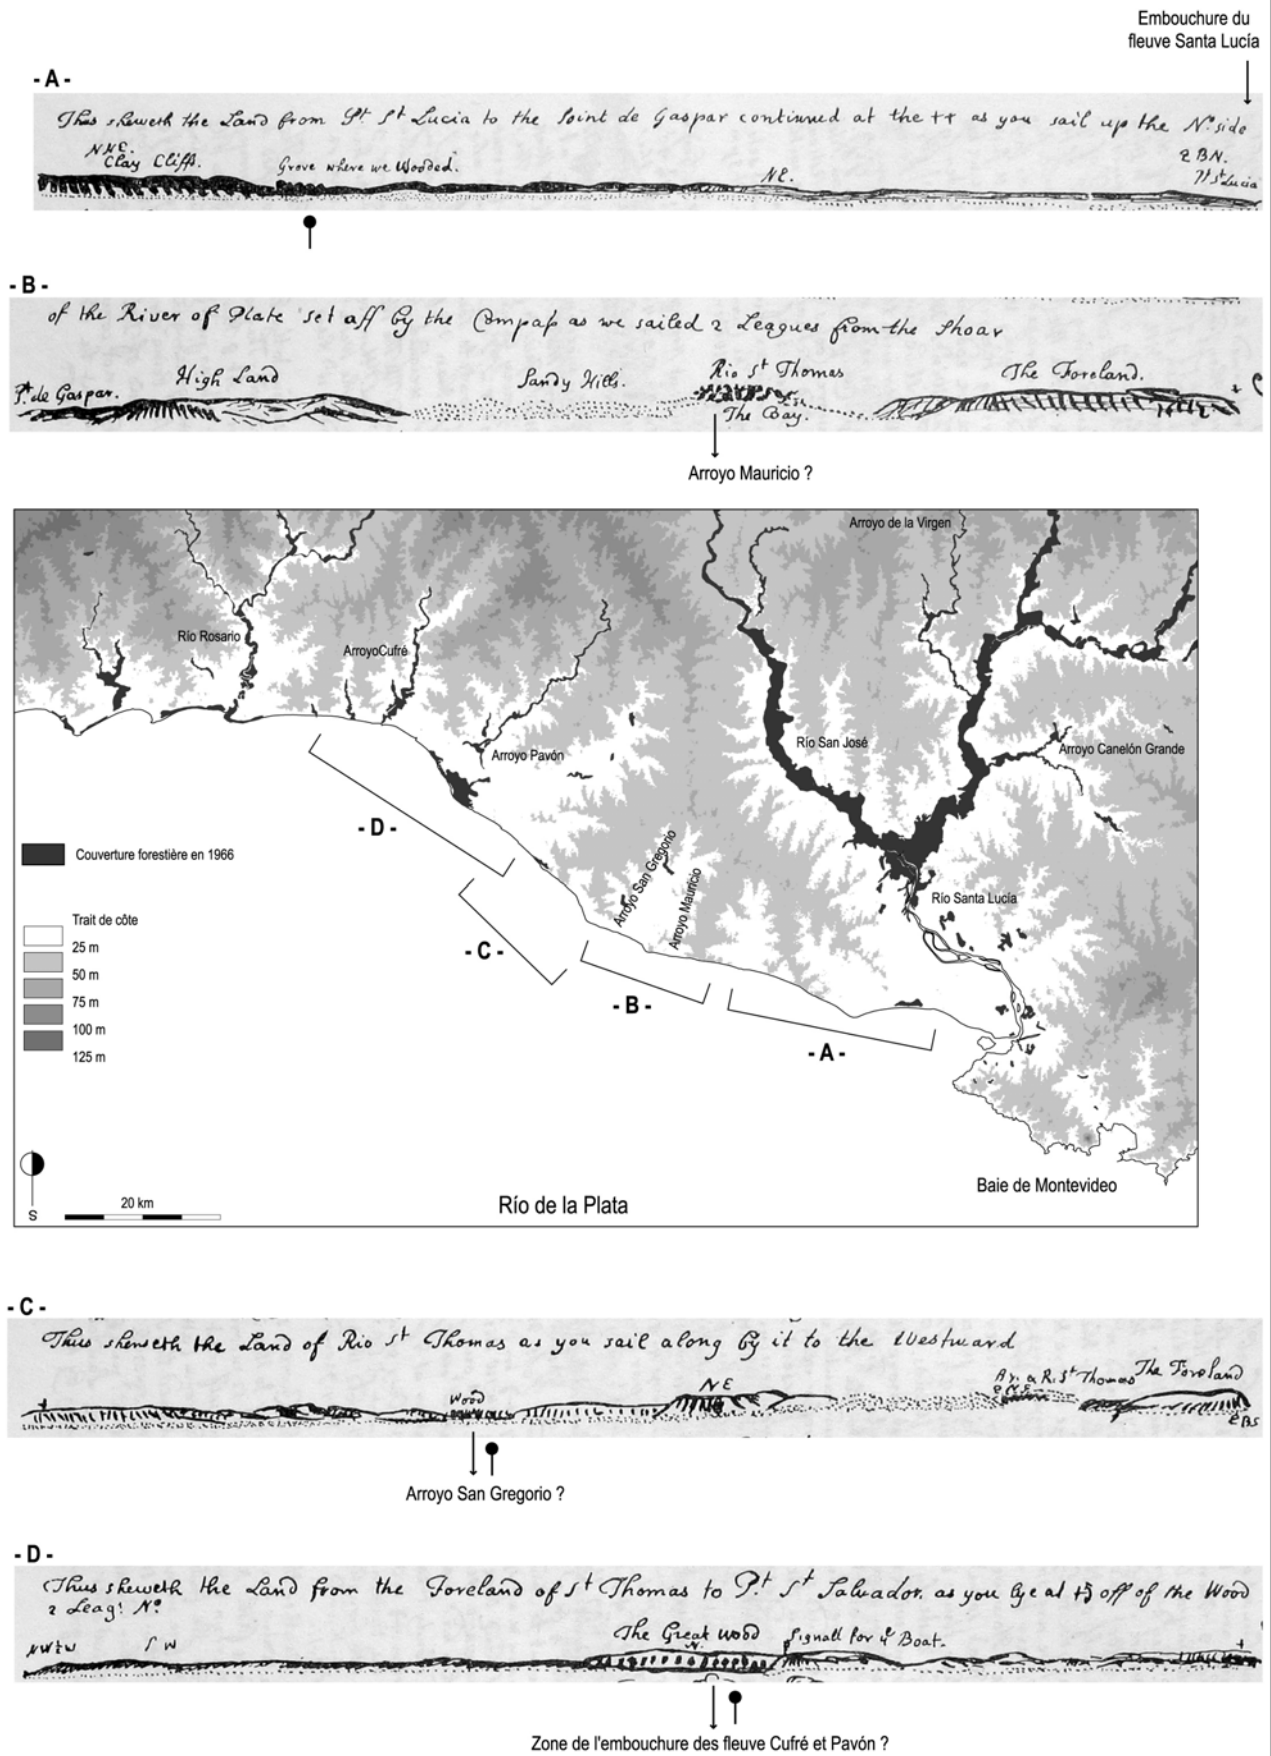 Embouchure du
fleuve Santa Lucía
- A -
Thus sheweth the Land from Pt. St Lucia to the Point de Gaspar continued at the ++ as you sail up the No. side
NNE.
Clay Cliffs.
Grove where we Wooded.
NE.
EBN.
Pt St Lucia
- B -
of the River of Plate set aff by the Compass as we sailed 2 Leagues from the Shoar
Pt. de Gaspar.
High Land
Sandy Hills.
Rio St Thomas
The Bay.
The Foreland.
+
Arroyo Mauricio ?
Arroyo de la Virgen
Río Rosario
ArroyoCufré
Arroyo Pavón
Río San José
Arroyo Canelón Grande
- D -
Couverture forestière en 1966
Arroyo San Gregorio
Arroyo Mauricio
Río Santa Lucía
Trait de côte
25 m
50 m
75 m
100 m
125 m
- C -
- B -
- A -
Baie de Montevideo
20 km
Río de la Plata
S
- C -
Thus sheweth the Land of Rio St Thomas as you sail along by it to the Westward
+
Wood
NE
R. St Thomas
The Foreland
EBS
Arroyo San Gregorio ?
- D -
Thus sheweth the Land from the Foreland of St Thomas to Pt. St Salvador. as you lye at off of the Wood
2 Leag: No.
SW
The Great Wood
N.
Signall for Boat.
+
Zone de l'embouchure des fleuve Cufré et Pavón ?